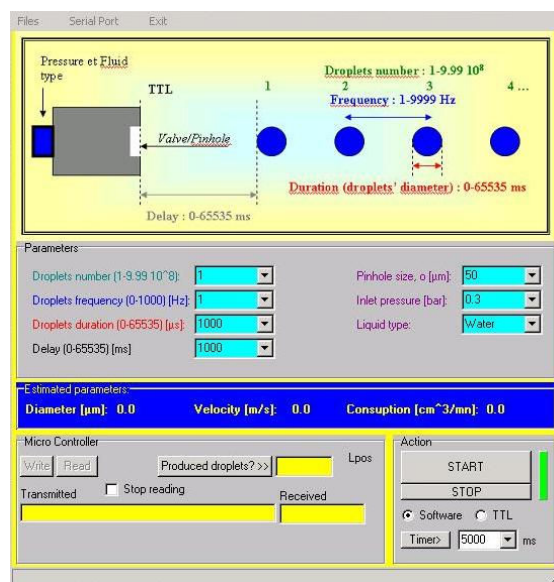 Files Serial Port Exit
Pressure et Fluid
type
TTL
Droplets number : 1-9.99 10⁸
1 2 3 4 ...
Frequency : 1-9999 Hz
Valve/Pinhole
Duration (droplets' diameter) : 0-65535 ms
Delay : 0-65535 ms
Parameters
Droplets number (1-9.99 10^8): 1
Pinhole size, o [µm]: 50
Droplets frequency (0-1000) [Hz]: 1
Inlet pressure [bar]: 0.3
Droplets duration (0-65535) [µs]: 1000
Liquid type: Water
Delay (0-65535) [ms] 1000
Estimated parameters:
Diameter [µm]: 0.0 Velocity [m/s]: 0.0 Consuption [cm^3/mn]: 0.0
Micro Controller
Write Read Produced droplets? >> Lpos
Transmitted Stop reading Received
Action
START
STOP
Software TTL
Timer> 5000 ms